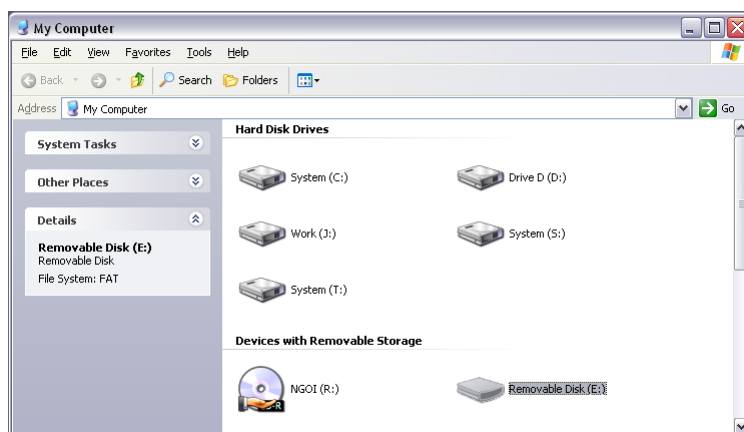 My Computer
File Edit View Favorites Tools Help
Back Search Folders
Address My Computer Go
System Tasks
Other Places
Details
Removable Disk (E:)
Removable Disk
File System: FAT
Hard Disk Drives
System (C:) Drive D (D:)
Work (J:) System (S:)
System (T:)
Devices with Removable Storage
NGOI (R:) Removable Disk (E:)